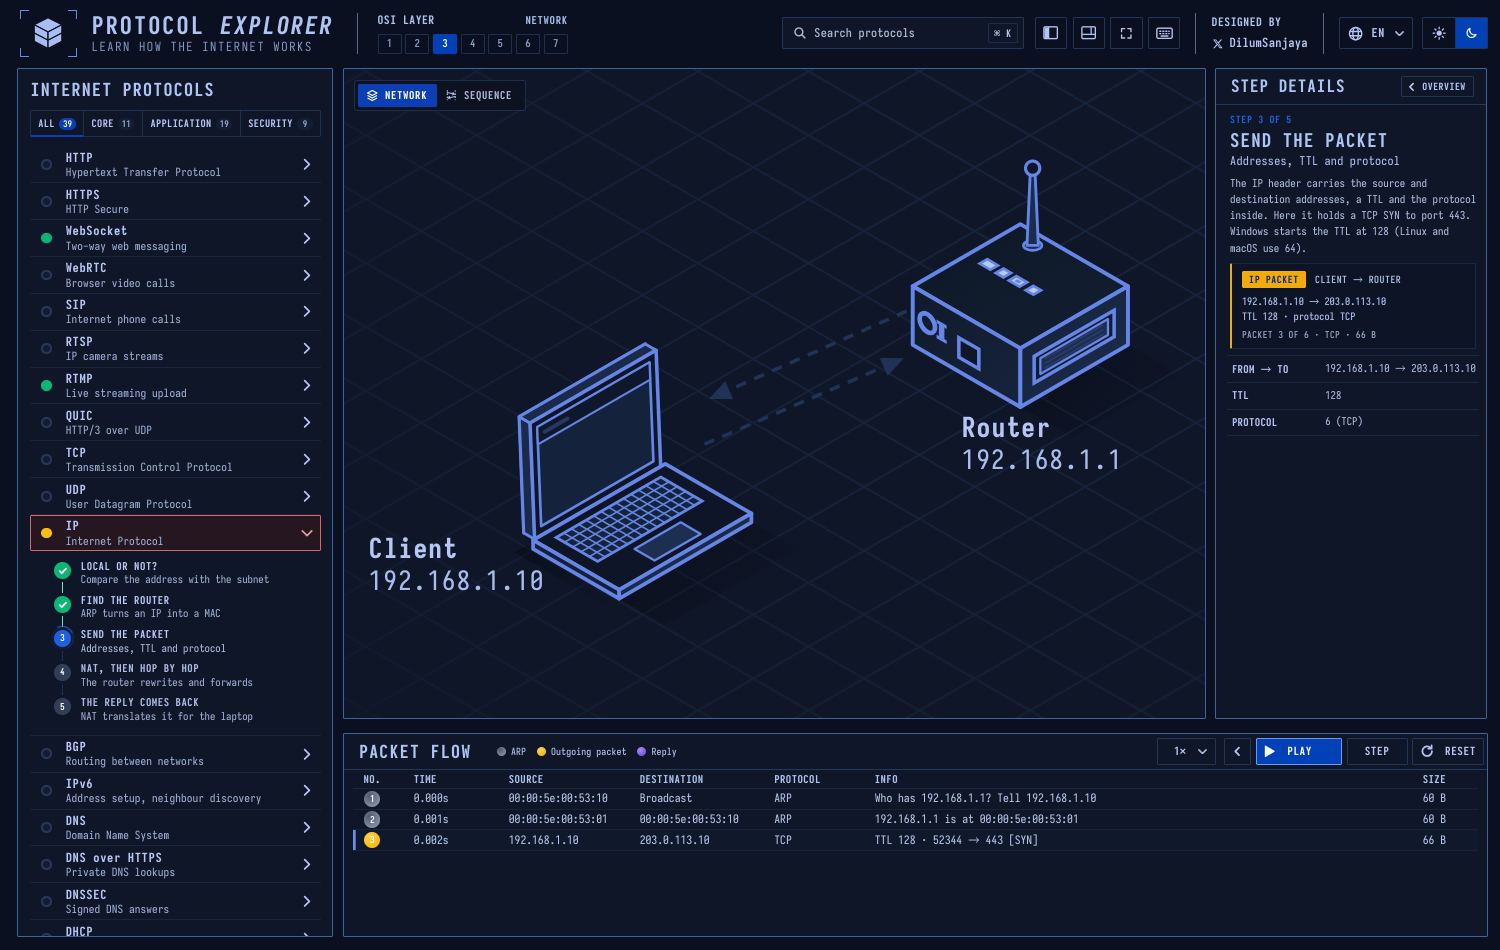 PROTOCOL EXPLORER
LEARN HOW THE INTERNET WORKS
OSI LAYER NETWORK
1 2 3 4 5 6 7
Search protocols ⌘ K
DESIGNED BY
DilumSanjaya
EN
INTERNET PROTOCOLS
ALL 39 CORE 11 APPLICATION 19 SECURITY 9
HTTP
Hypertext Transfer Protocol
HTTPS
HTTP Secure
WebSocket
Two-way web messaging
WebRTC
Browser video calls
SIP
Internet phone calls
RTSP
IP camera streams
RTMP
Live streaming upload
QUIC
HTTP/3 over UDP
TCP
Transmission Control Protocol
UDP
User Datagram Protocol
IP
Internet Protocol
LOCAL OR NOT?
Compare the address with the subnet
FIND THE ROUTER
ARP turns an IP into a MAC
3 SEND THE PACKET
Addresses, TTL and protocol
4 NAT, THEN HOP BY HOP
The router rewrites and forwards
5 THE REPLY COMES BACK
NAT translates it for the laptop
BGP
Routing between networks
IPv6
Address setup, neighbour discovery
DNS
Domain Name System
DNS over HTTPS
Private DNS lookups
DNSSEC
Signed DNS answers
DHCP
NETWORK SEQUENCE
Router
192.168.1.1
Client
192.168.1.10
STEP DETAILS OVERVIEW
STEP 3 OF 5
SEND THE PACKET
Addresses, TTL and protocol
The IP header carries the source and
destination addresses, a TTL and the protocol
inside. Here it holds a TCP SYN to port 443.
Windows starts the TTL at 128 (Linux and
macOS use 64).
IP PACKET CLIENT → ROUTER
192.168.1.10 → 203.0.113.10
TTL 128 · protocol TCP
PACKET 3 OF 6 · TCP · 66 B
FROM → TO 192.168.1.10 → 203.0.113.10
TTL 128
PROTOCOL 6 (TCP)
PACKET FLOW ARP Outgoing packet Reply 1× PLAY STEP RESET
NO. TIME SOURCE DESTINATION PROTOCOL INFO SIZE
1 0.000s 00:00:5e:00:53:10 Broadcast ARP Who has 192.168.1.1? Tell 192.168.1.10 60 B
2 0.001s 00:00:5e:00:53:01 00:00:5e:00:53:10 ARP 192.168.1.1 is at 00:00:5e:00:53:01 60 B
3 0.002s 192.168.1.10 203.0.113.10 TCP TTL 128 · 52344 → 443 [SYN] 66 B